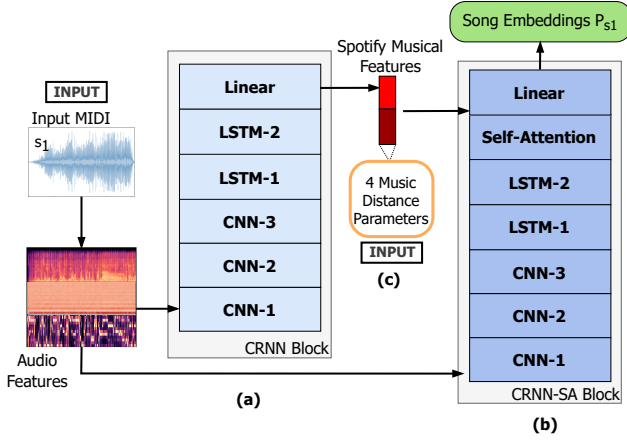 INPUT
Input MIDI
s1
Audio
Features
Linear
LSTM-2
LSTM-1
CNN-3
CNN-2
CNN-1
CRNN Block
(a)
Spotify Musical
Features
4 Music
Distance
Parameters
INPUT
(c)
Song Embeddings Ps1
Linear
Self-Attention
LSTM-2
LSTM-1
CNN-3
CNN-2
CNN-1
CRNN-SA Block
(b)